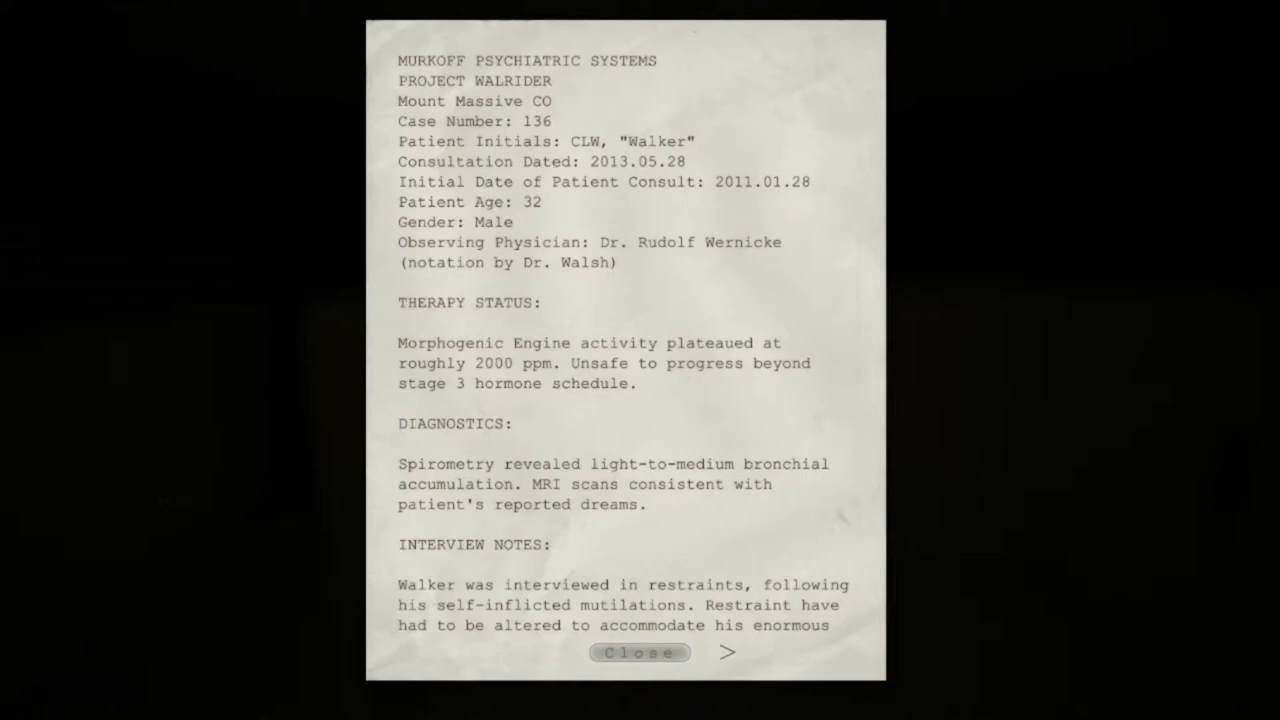 MURKOFF PSYCHIATRIC SYSTEMS
PROJECT WALRIDER
Mount Massive CO
Case Number: 136
Patient Initials: CLW, "Walker"
Consultation Dated: 2013.05.28
Initial Date of Patient Consult: 2011.01.28
Patient Age: 32
Gender: Male
Observing Physician: Dr. Rudolf Wernicke
(notation by Dr. Walsh)
THERAPY STATUS:
Morphogenic Engine activity plateaued at
roughly 2000 ppm. Unsafe to progress beyond
stage 3 hormone schedule.
DIAGNOSTICS:
Spirometry revealed light-to-medium bronchial
accumulation. MRI scans consistent with
patient's reported dreams.
INTERVIEW NOTES:
Walker was interviewed in restraints, following
his self-inflicted mutilations. Restraint have
had to be altered to accommodate his enormous
Close >